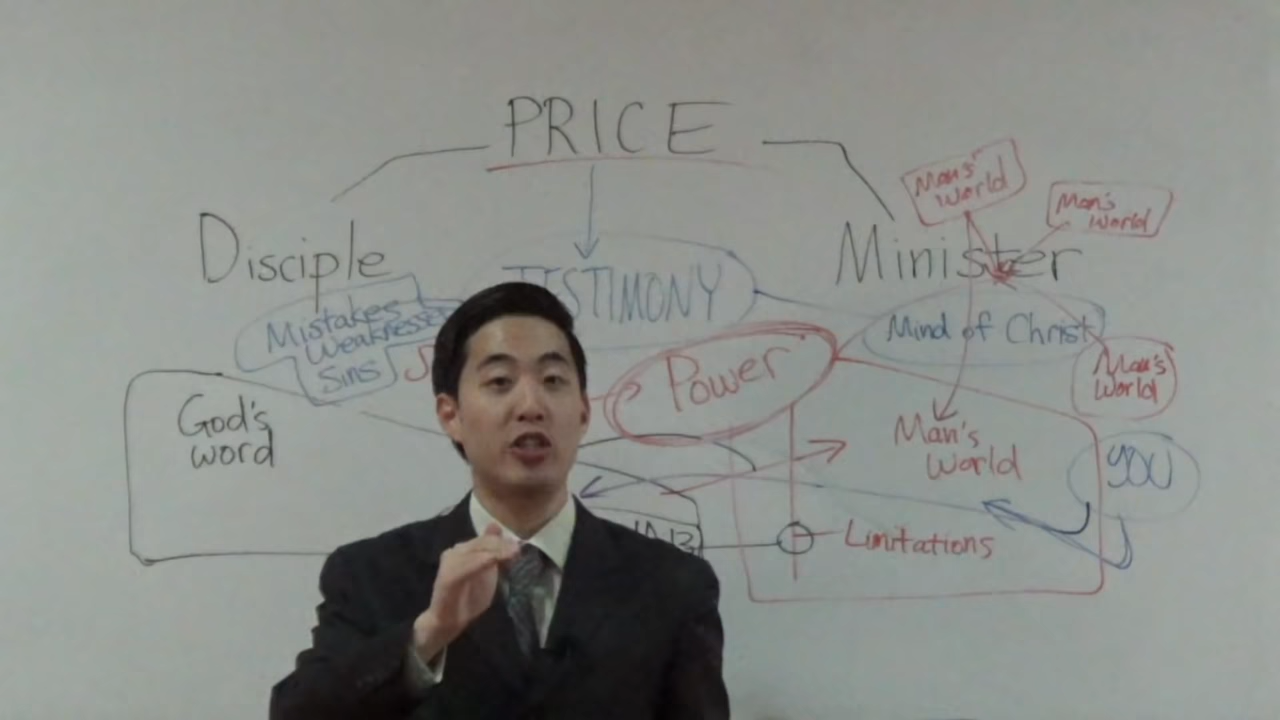 PRICE
Man's
World
Man's
World
Disciple
Minister
TESTIMONY
Mistakes
Weaknesses
Sins
Mind of Christ
Power
Man's
World
God's
word
Man's
World
YOU
Limitations